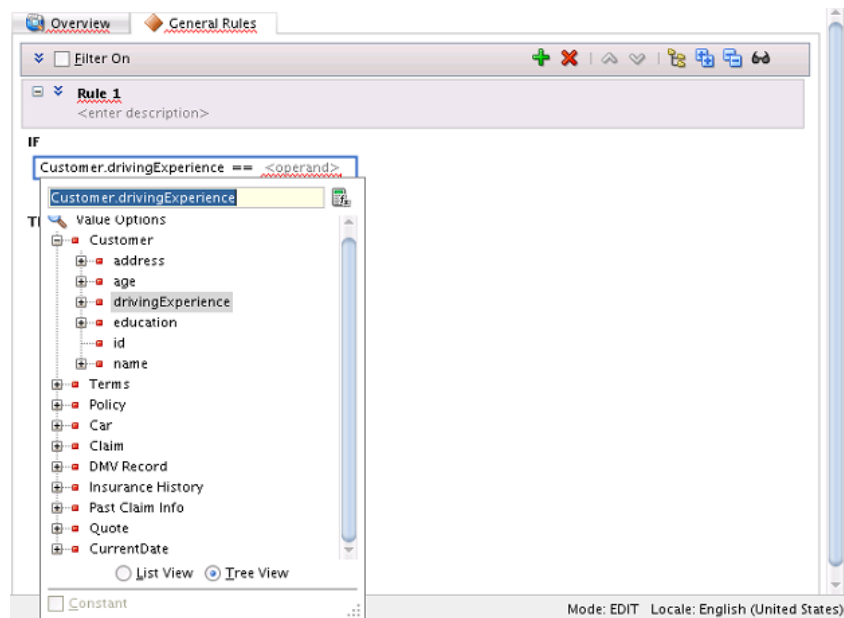 Overview General Rules
Filter On
Rule 1
<enter description>
IF
Customer.drivingExperience == <operand>
Customer.drivingExperience
Value Options
Customer
address
age
drivingExperience
education
id
name
Terms
Policy
Car
Claim
DMV Record
Insurance History
Past Claim Info
Quote
CurrentDate
List View Tree View
Constant
Mode: EDIT Locale: English (United States)